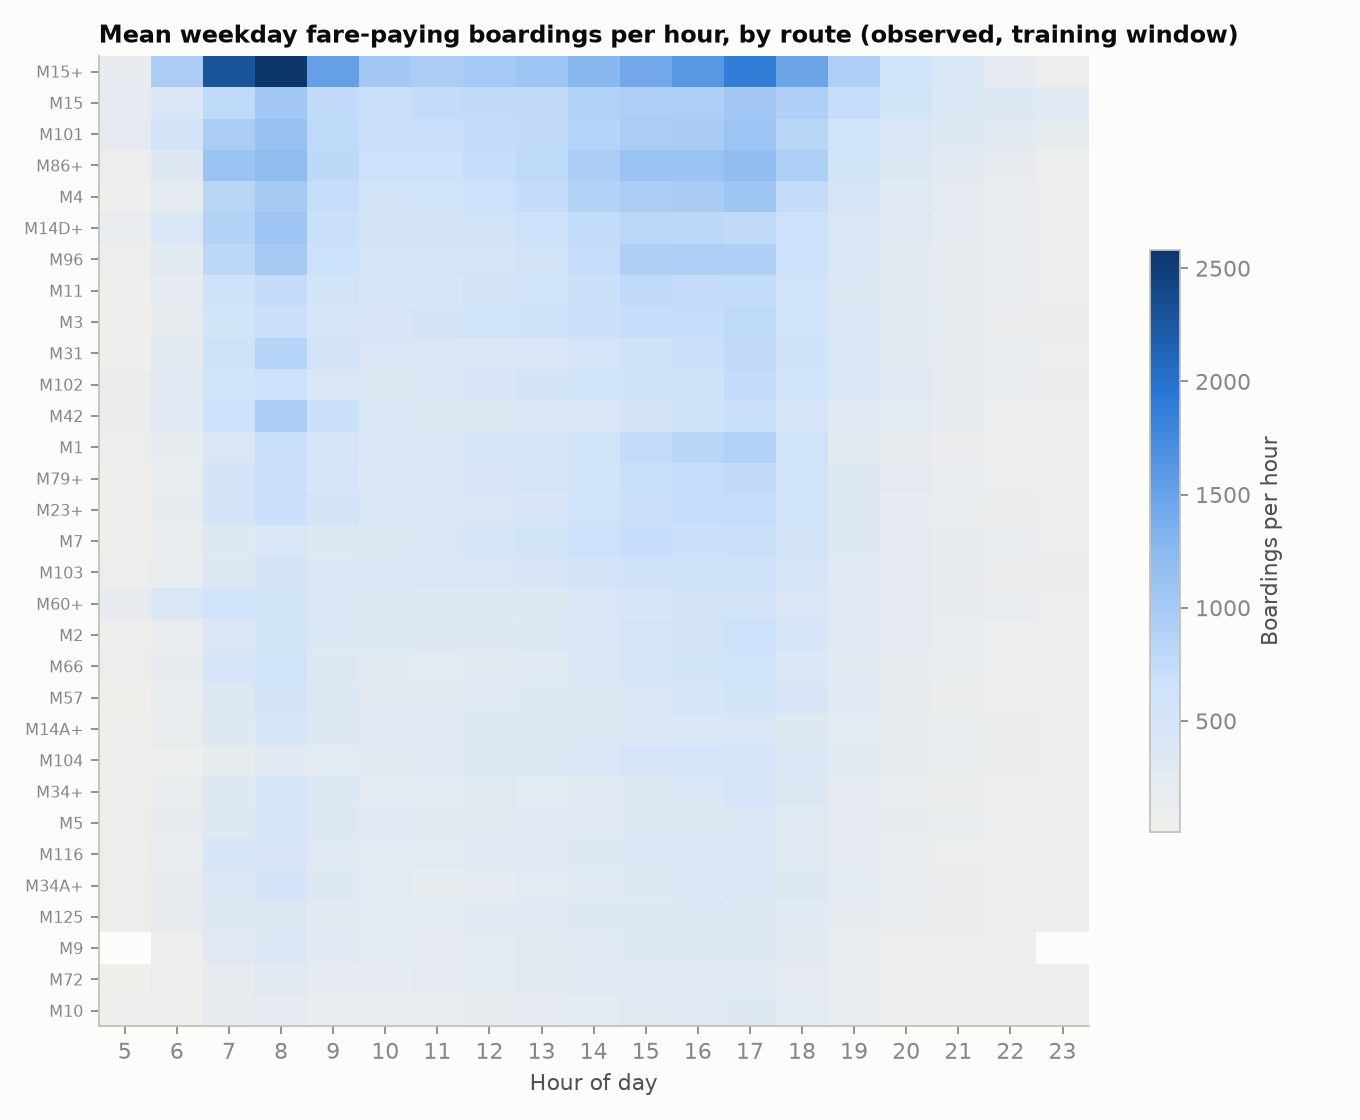 Mean weekday fare-paying boardings per hour, by route (observed, training window)
M15+
M15
M101
M86+
M4
M14D+
M96
M11
M3
M31
M102
M42
M1
M79+
M23+
M7
M103
M60+
M2
M66
M57
M14A+
M104
M34+
M5
M116
M34A+
M125
M9
M72
M10
5 6 7 8 9 10 11 12 13 14 15 16 17 18 19 20 21 22 23
Hour of day
2500
2000
1500
1000
500
Boardings per hour